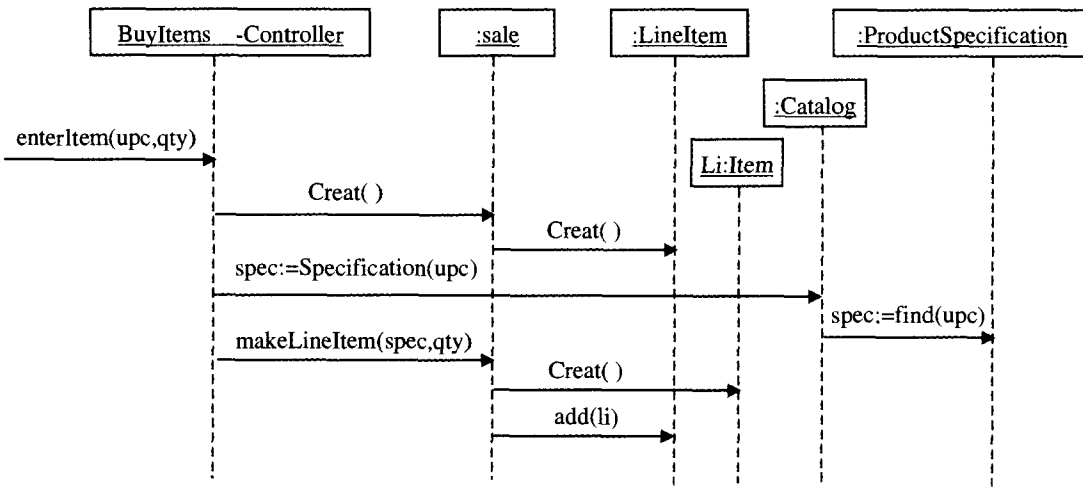 BuyItems -Controller
:sale
:LineItem
:ProductSpecification
:Catalog
enterItem(upc,qty)
Li:Item
Creat( )
Creat( )
spec:=Specification(upc)
spec:=find(upc)
makeLineItem(spec,qty)
Creat( )
add(li)